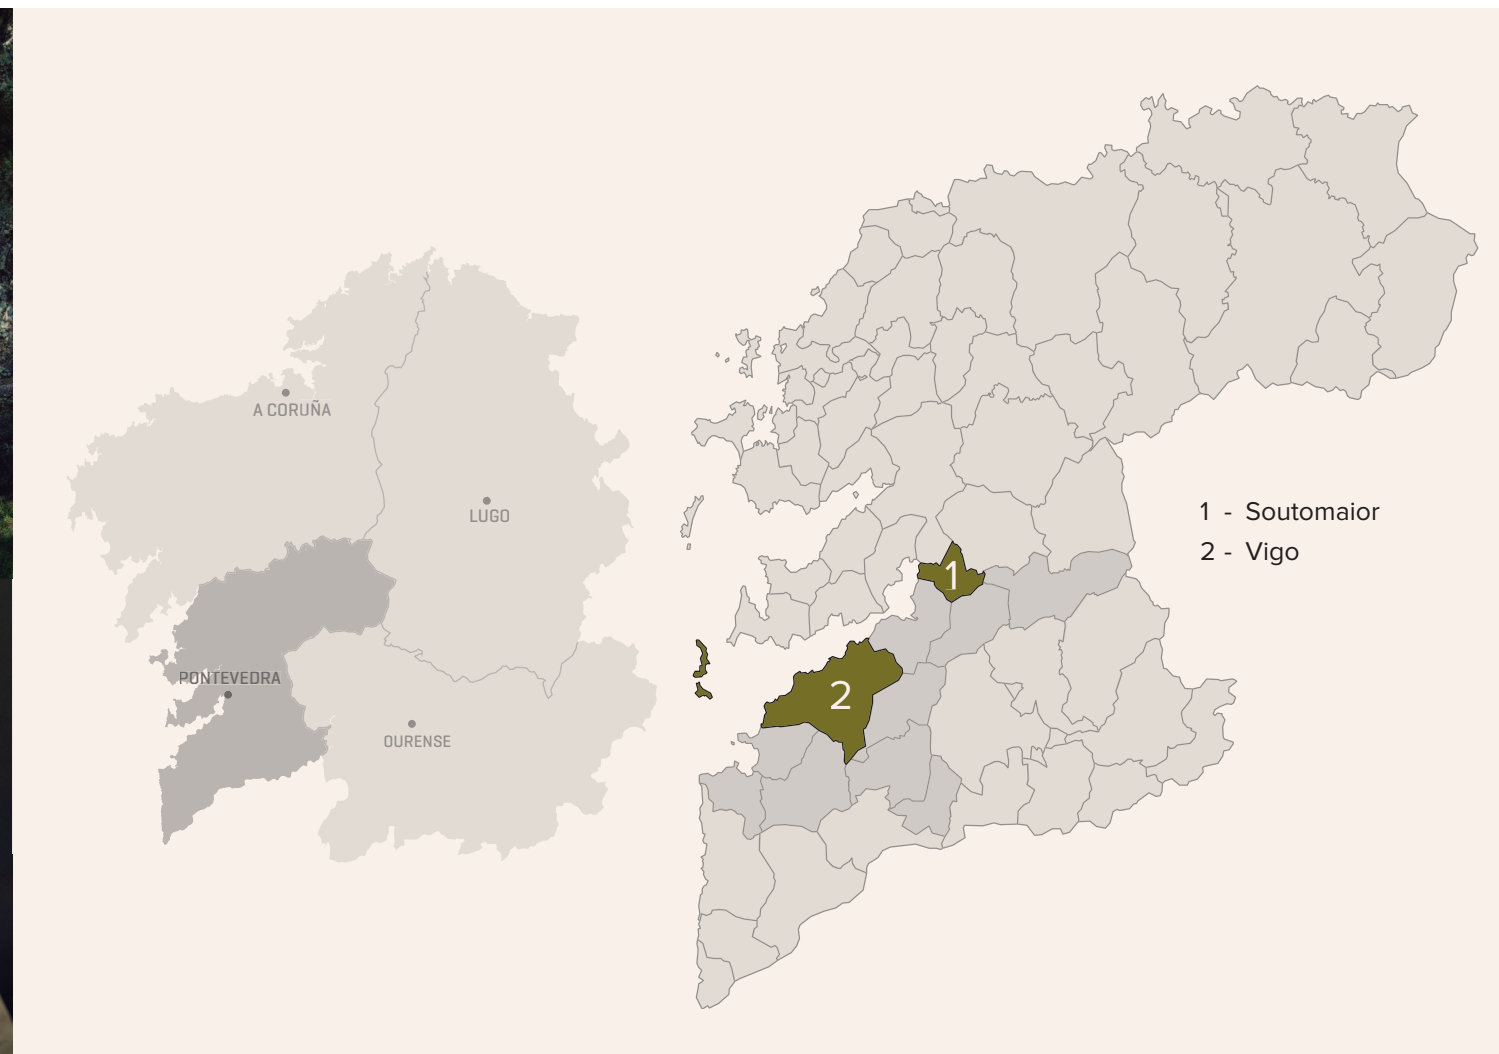 A CORUÑA
LUGO
PONTEVEDRA
OURENSE
1
2
1 - Soutomaior
2 - Vigo